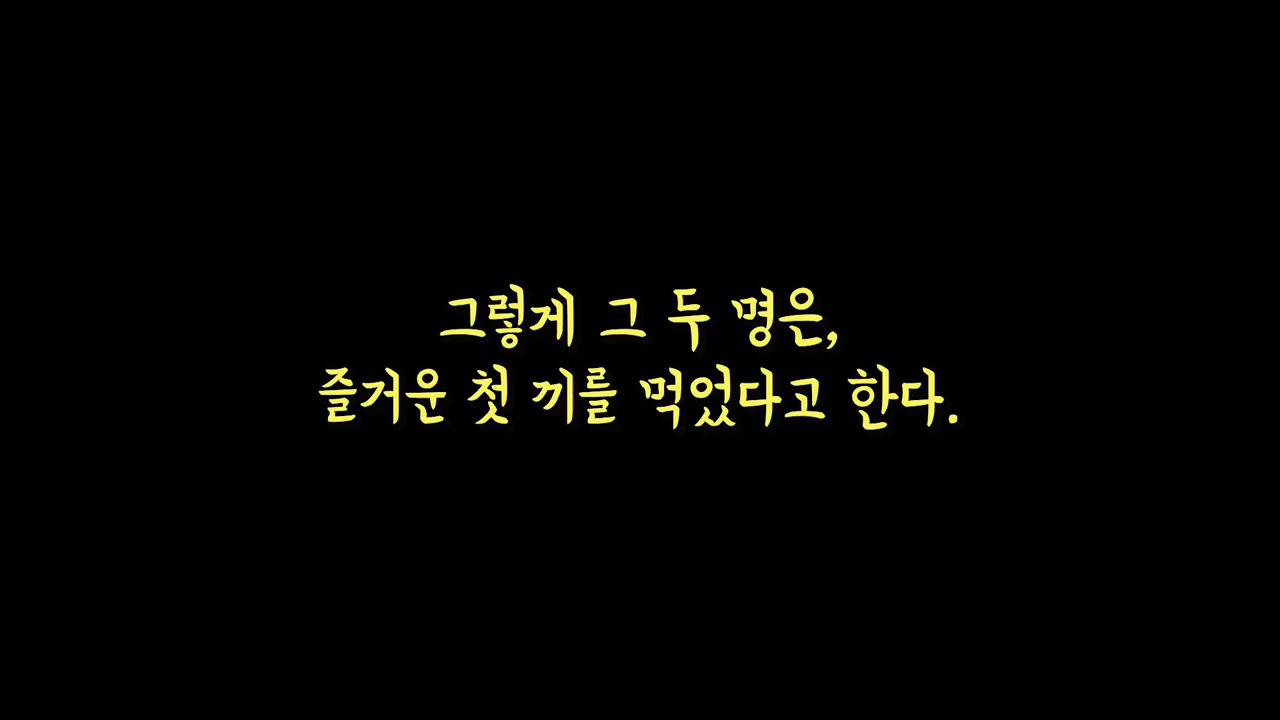 그렇게 그 두 명은,
즐거운 첫 끼를 먹었다고 한다.